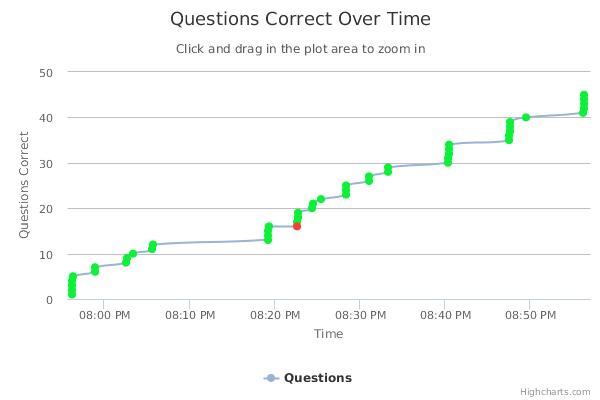 Questions Correct Over Time
Click and drag in the plot area to zoom in
Questions Correct
50
40
30
20
10
0
08:00 PM 08:10 PM 08:20 PM 08:30 PM 08:40 PM 08:50 PM
Time
Questions
Highcharts.com